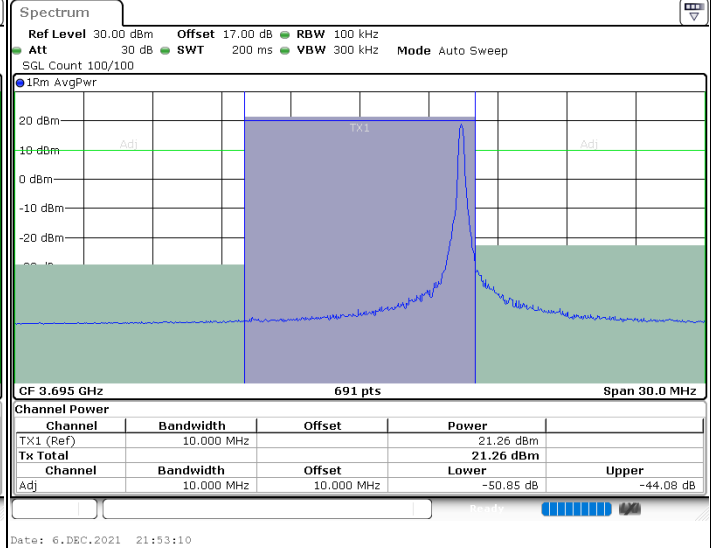 Spectrum
Ref Level 30.00 dBm Offset 17.00 dB RBW 100 kHz
Att 30 dB SWT 200 ms VBW 300 kHz Mode Auto Sweep
SGL Count 100/100
1Rm AvgPwr
20 dBm
TX1
Adj
Adj
10 dBm
0 dBm
-10 dBm
-20 dBm
CF 3.695 GHz 691 pts Span 30.0 MHz
Channel Power
Channel Bandwidth Offset Power
TX1 (Ref) 10.000 MHz 21.26 dBm
Tx Total 21.26 dBm
Channel Bandwidth Offset Lower Upper
Adj 10.000 MHz 10.000 MHz -50.85 dB -44.08 dB
Ready
Date: 6.DEC.2021 21:53:10